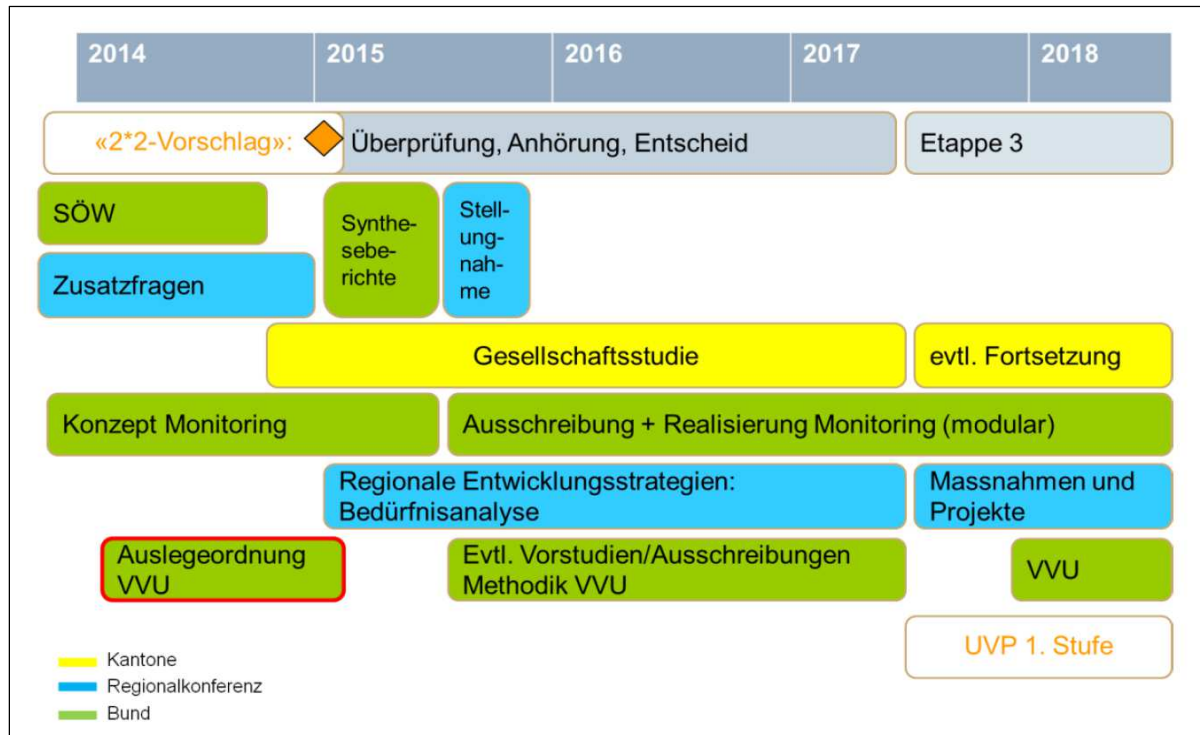 2014 2015 2016 2017 2018
«2*2-Vorschlag»: Überprüfung, Anhörung, Entscheid Etappe 3
SÖW
Zusatzfragen
Synthe-
sebe-
richte
Stell-
ung-
nah-
me
Gesellschaftsstudie evtl. Fortsetzung
Konzept Monitoring Ausschreibung + Realisierung Monitoring (modular)
Regionale Entwicklungsstrategien:
Bedürfnisanalyse
Massnahmen und
Projekte
Auslegeordnung
VVU
Evtl. Vorstudien/Ausschreibungen
Methodik VVU
VVU
UVP 1. Stufe
Kantone
Regionalkonferenz
Bund